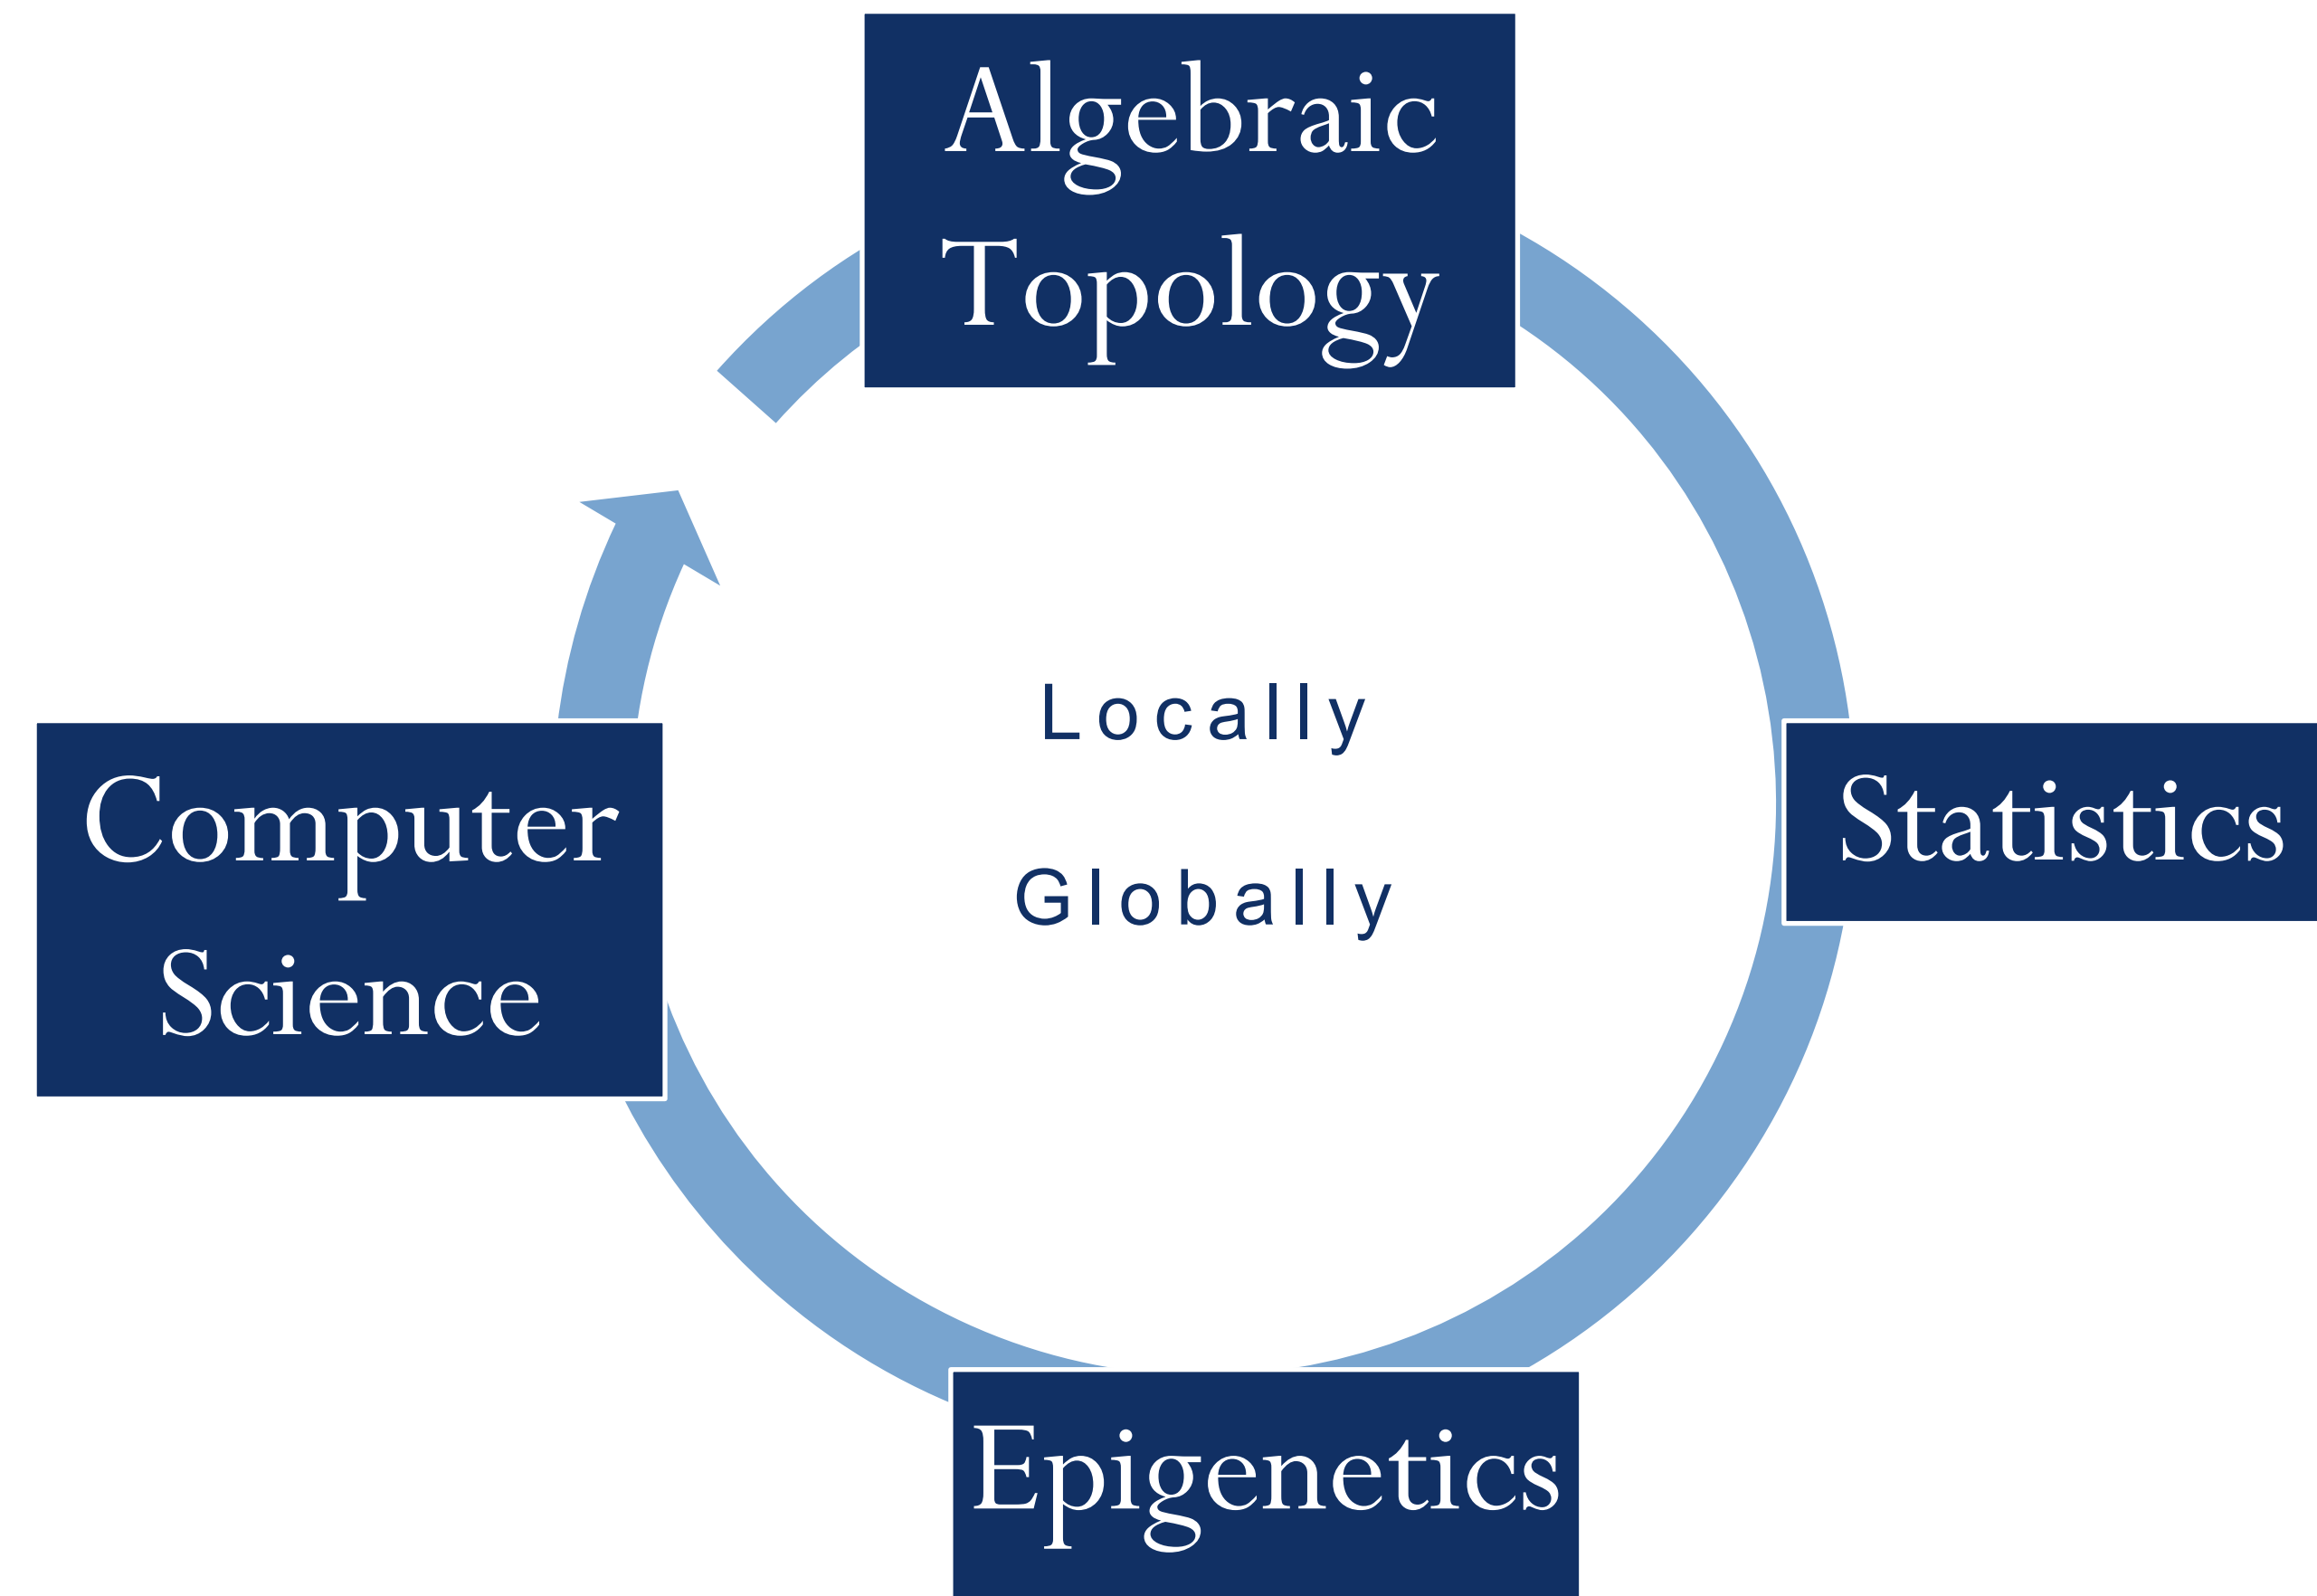 Algebraic
Topology
Locally
Globally
Computer
Science
Statistics
Epigenetics